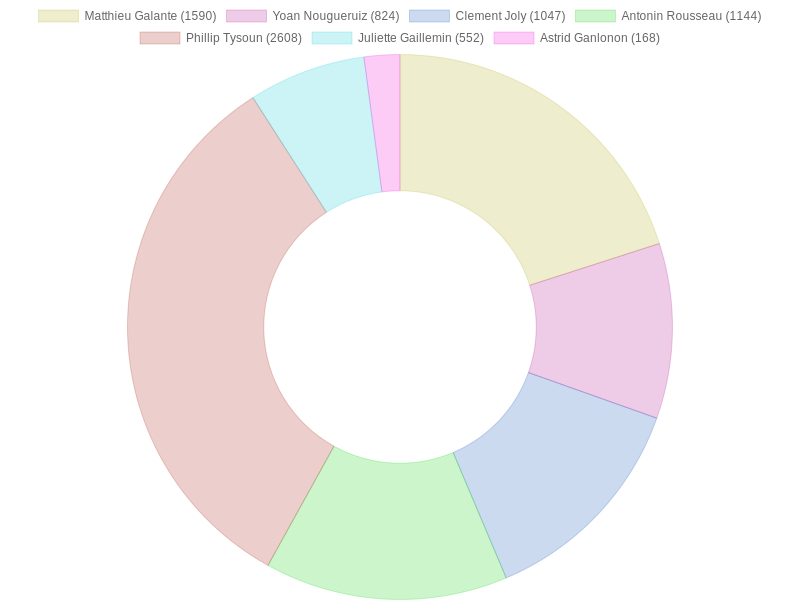 Matthieu Galante (1590) Yoan Nougueruiz (824) Clement Joly (1047) Antonin Rousseau (1144)
Phillip Tysoun (2608) Juliette Gaillemin (552) Astrid Ganlonon (168)